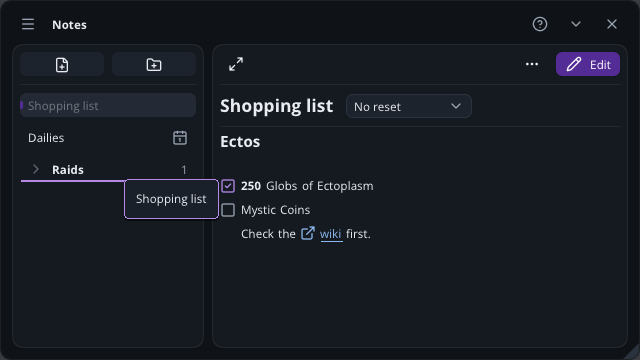 Notes
Edit
Shopping list
Dailies
Raids 1
Shopping list
Shopping list No reset
Ectos
250 Globs of Ectoplasm
Mystic Coins
Check the wiki first.